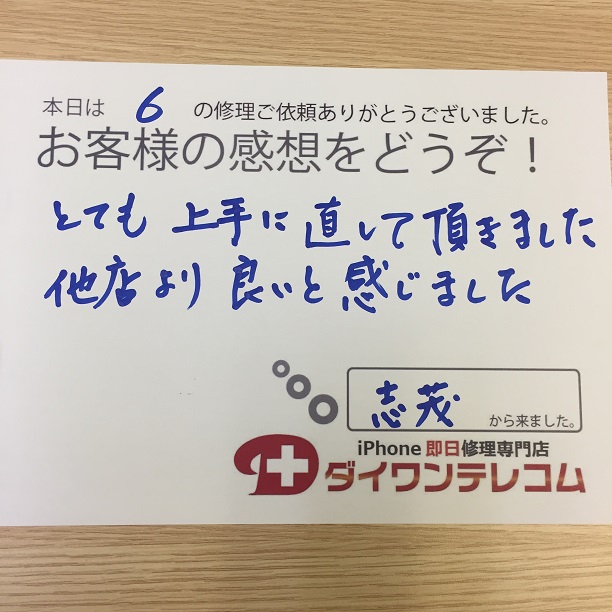 本日は 6 の修理ご依頼ありがとうございました。
お客様の感想をどうぞ！
とても 上手に 直して頂きました
他店より 良いと感じました
志茂 から来ました。
iPhone 即日修理専門店
ダイワンテレコム